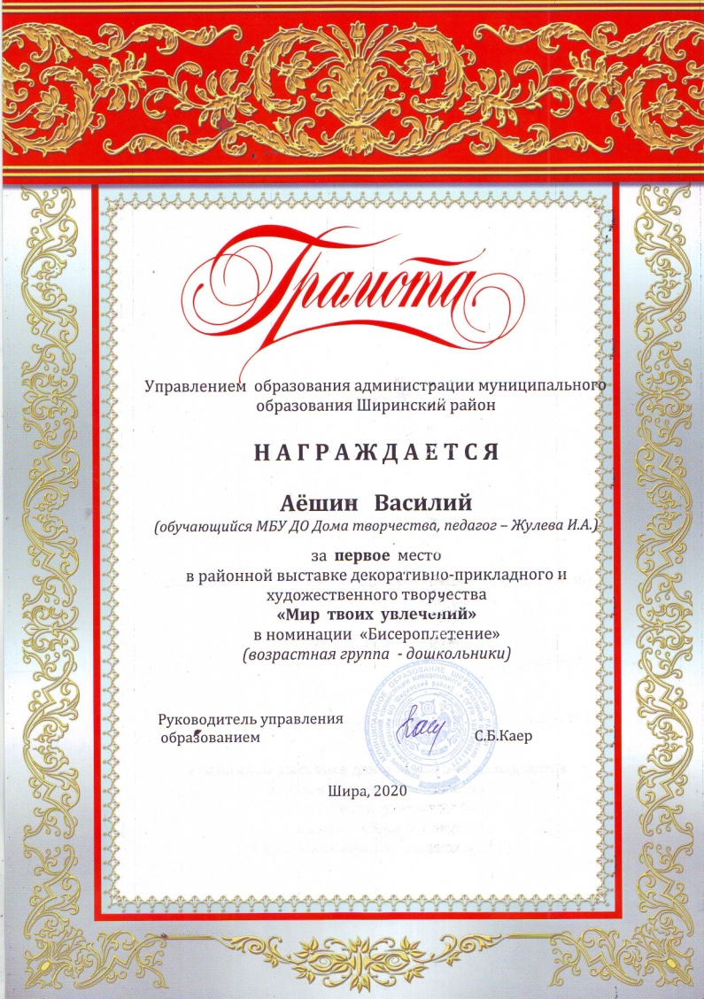 Грамота
Управлением образования администрации муниципального
образования Ширинский район
НАГРАЖДАЕТСЯ
Аёшин Василий
(обучающийся МБУ ДО Дома творчества, педагог – Жулева И.А.)
за первое место
в районной выставке декоративно-прикладного и
художественного творчества
«Мир твоих увлечений»
в номинации «Бисероплетение»
(возрастная группа - дошкольники)
Руководитель управления
образованием
С.Б.Каер
Шира, 2020